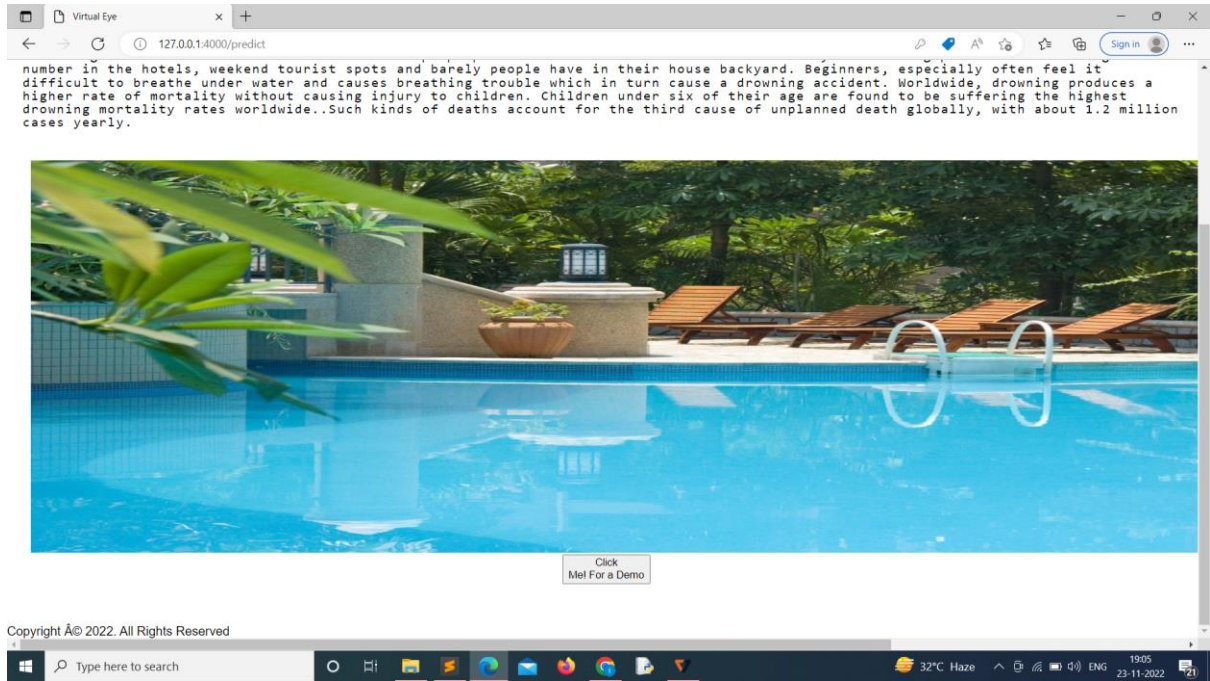 Virtual Eye
127.0.0.1:4000/predict
Sign in
number in the hotels, weekend tourist spots and barely people have in their house backyard. Beginners, especially often feel it
difficult to breathe under water and causes breathing trouble which in turn cause a drowning accident. Worldwide, drowning produces a
higher rate of mortality without causing injury to children. Children under six of their age are found to be suffering the highest
drowning mortality rates worldwide..Such kinds of deaths account for the third cause of unplanned death globally, with about 1.2 million
cases yearly.
Click
Me! For a Demo
Copyright Â© 2022. All Rights Reserved
Type here to search
32°C Haze
ENG
19:05
23-11-2022
21